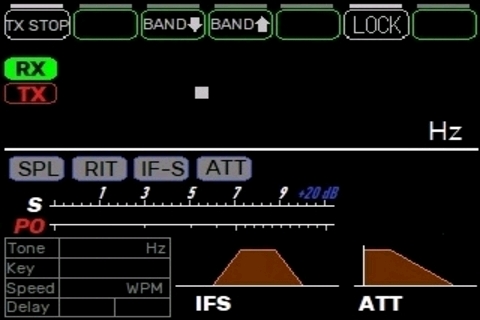 TX STOP BAND BAND LOCK
RX
TX
Hz
SPL RIT IF-S ATT
1 3 5 7 9 +20 dB
S
PO
Tone Hz
Key
Speed WPM
Delay
IFS ATT